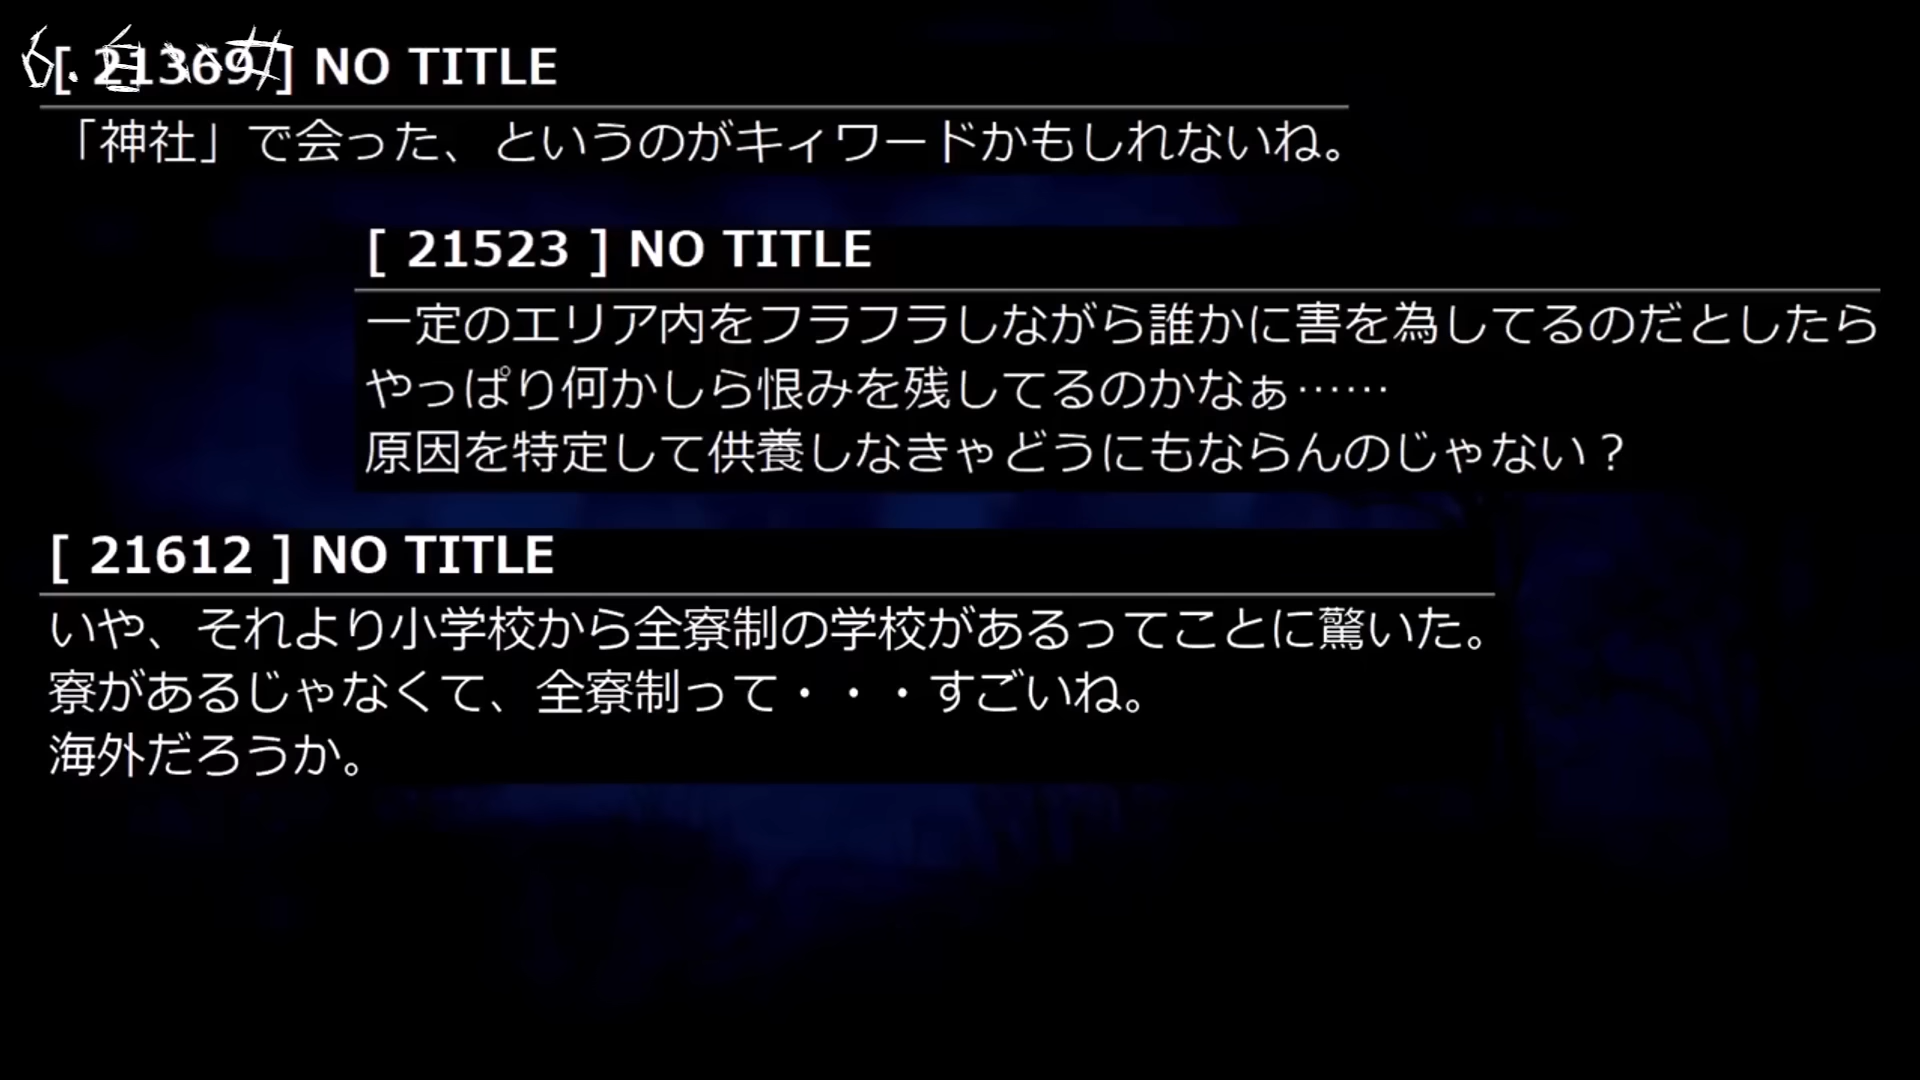 [ 21369 ] NO TITLE
「神社」で会った、というのがキィワードかもしれないね。
[ 21523 ] NO TITLE
一定のエリア内をフラフラしながら誰かに害を為してるのだとしたら
やっぱり何かしら恨みを残してるのかなぁ……
原因を特定して供養しなきゃどうにもならんのじゃない？
[ 21612 ] NO TITLE
いや、それより小学校から全寮制の学校があるってことに驚いた。
寮があるじゃなくて、全寮制って・・・すごいね。
海外だろうか。